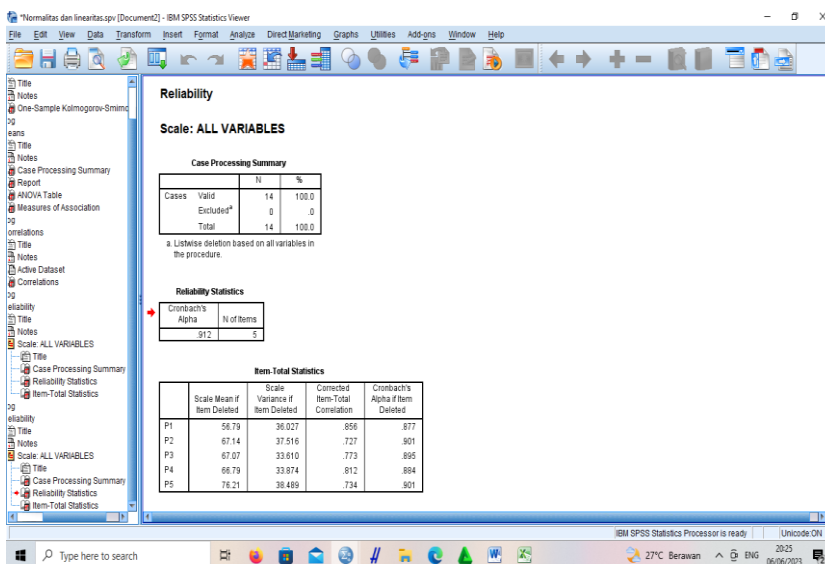 *Normalitas dan linearitas.spv [Document2] - IBM SPSS Statistics Viewer
File Edit View Data Transform Insert Format Analyze Direct Marketing Graphs Utilities Add-ons Window Help
Title
Notes
One-Sample Kolmogorov-Smirno
og
eans
Title
Notes
Case Processing Summary
Report
ANOVA Table
Measures of Association
og
orrelations
Title
Notes
Active Dataset
Correlations
og
eliability
Title
Notes
Scale: ALL VARIABLES
Title
Case Processing Summary
Reliability Statistics
Item-Total Statistics
og
eliability
Title
Notes
Scale: ALL VARIABLES
Title
Case Processing Summary
Reliability Statistics
Item-Total Statistics
Reliability
Scale: ALL VARIABLES
Case Processing Summary
N %
Cases Valid 14 100.0
Excludedᵃ 0 .0
Total 14 100.0
a. Listwise deletion based on all variables in
the procedure.
Reliability Statistics
Cronbach's
Alpha N of Items
.912 5
Item-Total Statistics
Scale Mean if Item Deleted Scale Variance if Item Deleted Corrected Item-Total Correlation Cronbach's Alpha if Item Deleted
P1 56.79 36.027 .856 .877
P2 67.14 37.516 .727 .901
P3 67.07 33.610 .773 .895
P4 66.79 33.874 .812 .884
P5 76.21 38.489 .734 .901
IBM SPSS Statistics Processor is ready Unicode:ON
Type here to search
27°C Berawan ENG
20:25
06/06/2023